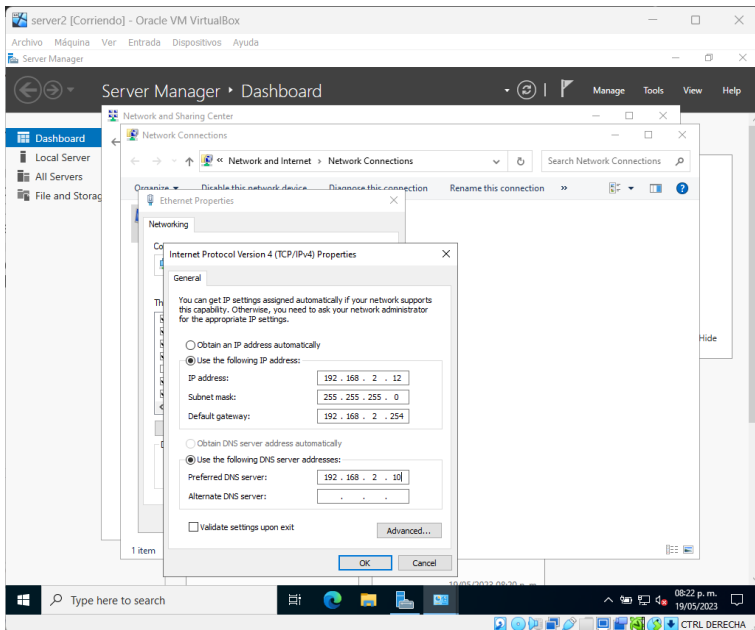 server2 [Corriendo] - Oracle VM VirtualBox
Archivo Máquina Ver Entrada Dispositivos Ayuda
Server Manager
Server Manager • Dashboard
Manage Tools View Help
Network and Sharing Center
Dashboard
Local Server
All Servers
File and Storag
Network Connections
« Network and Internet › Network Connections
Search Network Connections
Organize Disable this network device Diagnose this connection Rename this connection »
Ethernet Properties
Networking
Co
Th
Internet Protocol Version 4 (TCP/IPv4) Properties
General
You can get IP settings assigned automatically if your network supports
this capability. Otherwise, you need to ask your network administrator
for the appropriate IP settings.
Obtain an IP address automatically
Use the following IP address:
IP address: 192 . 168 . 2 . 12
Subnet mask: 255 . 255 . 255 . 0
Default gateway: 192 . 168 . 2 . 254
Obtain DNS server address automatically
Use the following DNS server addresses:
Preferred DNS server: 192 . 168 . 2 . 10
Alternate DNS server: . . .
Validate settings upon exit
Advanced...
OK Cancel
Hide
1 item
Type here to search
08:22 p. m.
19/05/2023
CTRL DERECHA